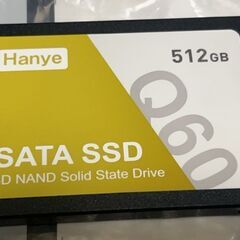 Hanye
512GB
Q60
SATA SSD
D NAND Solid State Drive